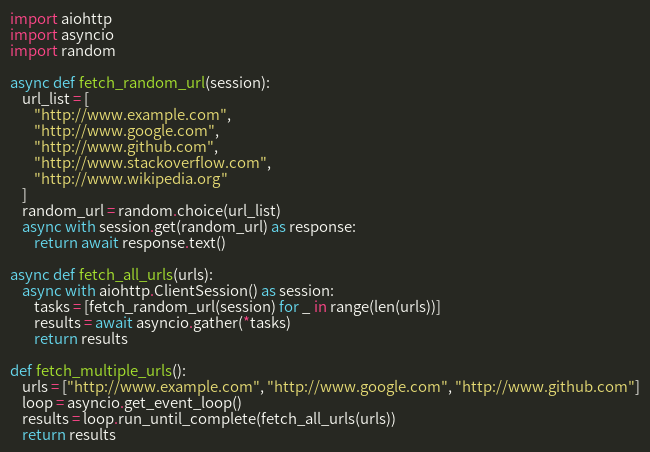 import aiohttp
import asyncio
import random

async def fetch_random_url(session):
    url_list = [
        "http://www.example.com",
        "http://www.google.com",
        "http://www.github.com",
        "http://www.stackoverflow.com",
        "http://www.wikipedia.org"
    ]
    random_url = random.choice(url_list)
    async with session.get(random_url) as response:
        return await response.text()

async def fetch_all_urls(urls):
    async with aiohttp.ClientSession() as session:
        tasks = [fetch_random_url(session) for _ in range(len(urls))]
        results = await asyncio.gather(*tasks)
        return results

def fetch_multiple_urls():
    urls = ["http://www.example.com", "http://www.google.com", "http://www.github.com"]
    loop = asyncio.get_event_loop()
    results = loop.run_until_complete(fetch_all_urls(urls))
    return results